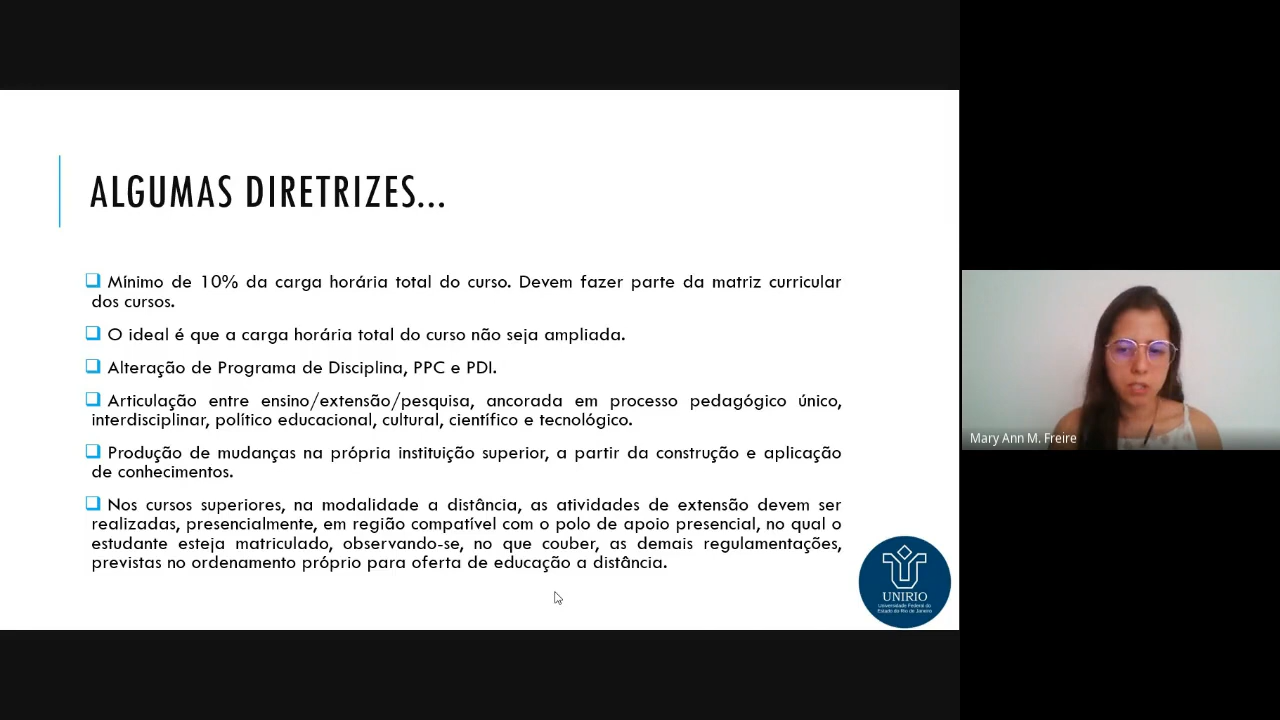 ALGUMAS DIRETRIZES...
Mínimo de 10% da carga horária total do curso. Devem fazer parte da matriz curricular
dos cursos.
O ideal é que a carga horária total do curso não seja ampliada.
Alteração de Programa de Disciplina, PPC e PDI.
Articulação entre ensino/extensão/pesquisa, ancorada em processo pedagógico único,
interdisciplinar, político educacional, cultural, científico e tecnológico.
Produção de mudanças na própria instituição superior, a partir da construção e aplicação
de conhecimentos.
Nos cursos superiores, na modalidade a distância, as atividades de extensão devem ser
realizadas, presencialmente, em região compatível com o polo de apoio presencial, no qual o
estudante esteja matriculado, observando-se, no que couber, as demais regulamentações,
previstas no ordenamento próprio para oferta de educação a distância.
UNIRIO
Universidade Federal do
Estado do Rio de Janeiro
Mary Ann M. Freire